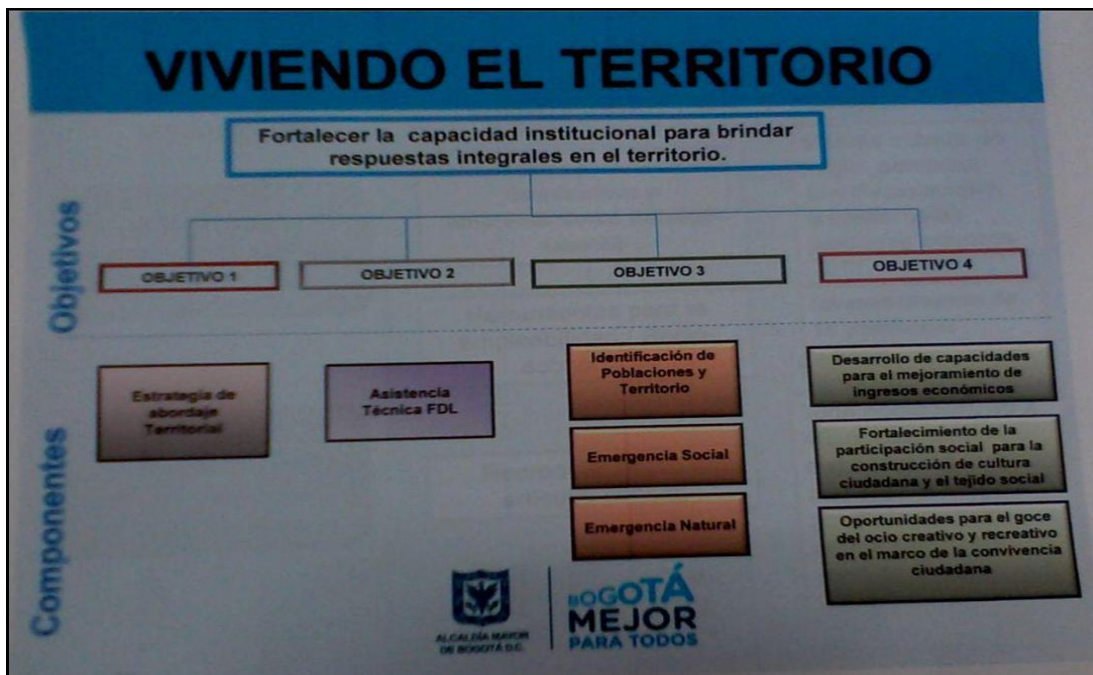 VIVIENDO EL TERRITORIO
Fortalecer la capacidad institucional para brindar
respuestas integrales en el territorio.
Objetivos
OBJETIVO 1
OBJETIVO 2
OBJETIVO 3
OBJETIVO 4
Componentes
Estrategia de
abordaje
Territorial
Asistencia
Técnica FDL
Identificación de
Poblaciones y
Territorio
Emergencia Social
Emergencia Natural
Desarrollo de capacidades
para el mejoramiento de
ingresos económicos
Fortalecimiento de la
participación social para la
construcción de cultura
ciudadana y el tejido social
Oportunidades para el goce
del ocio creativo y recreativo
en el marco de la convivencia
ciudadana
ALCALDÍA MAYOR
DE BOGOTÁ D.C.
BOGOTÁ
MEJOR
PARA TODOS